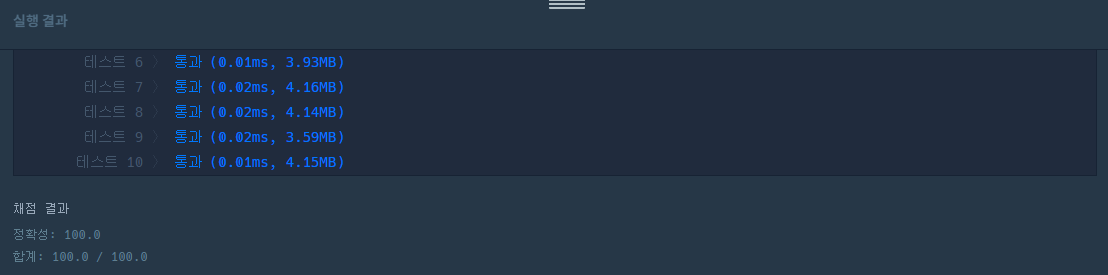 실행 결과
테스트 6 〉 통과 (0.01ms, 3.93MB)
테스트 7 〉 통과 (0.02ms, 4.16MB)
테스트 8 〉 통과 (0.02ms, 4.14MB)
테스트 9 〉 통과 (0.02ms, 3.59MB)
테스트 10 〉 통과 (0.01ms, 4.15MB)
채점 결과
정확성: 100.0
합계: 100.0 / 100.0